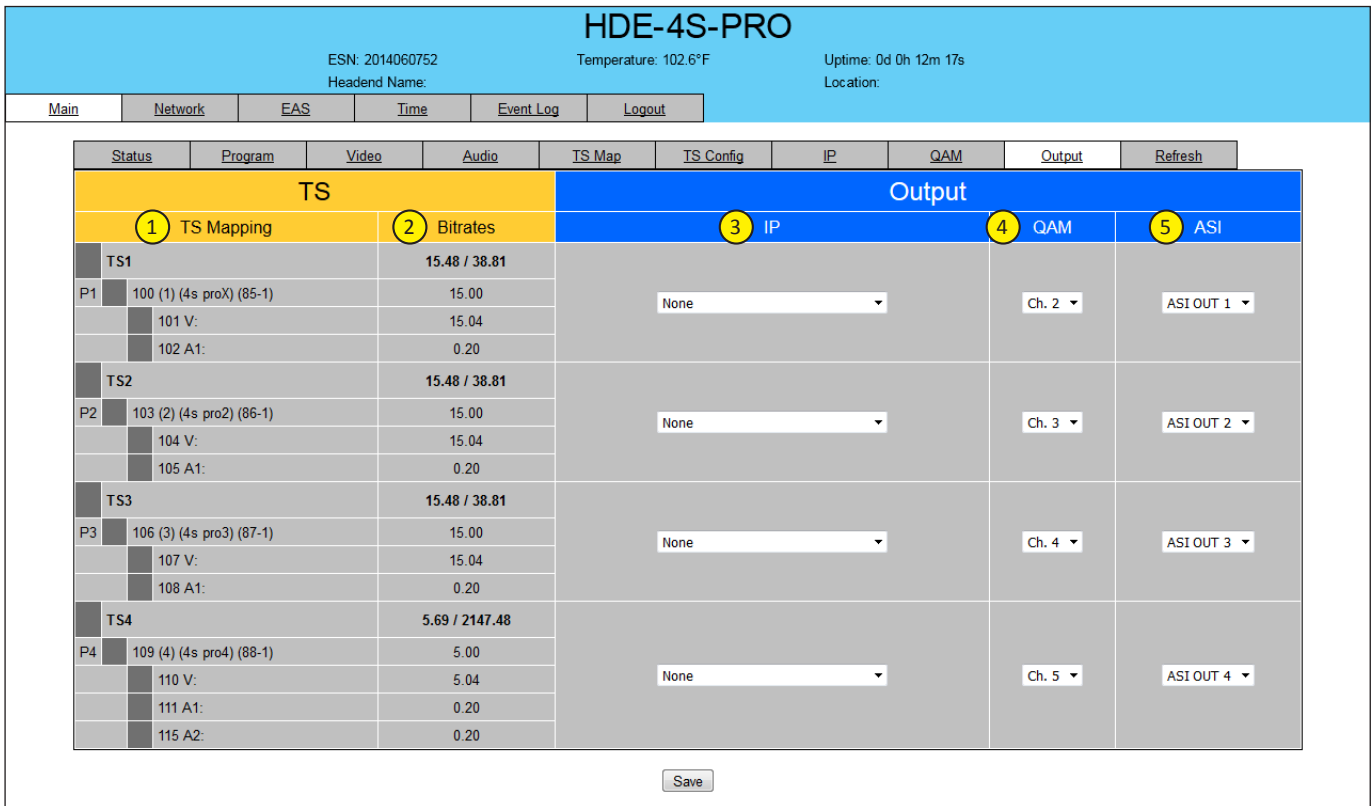 HDE-4S-PRO
ESN: 2014060752 Temperature: 102.6°F Uptime: 0d 0h 12m 17s
Headend Name: Location:
Main Network EAS Time Event Log Logout
Status Program Video Audio TS Map TS Config IP QAM Output Refresh
TS Output
1 TS Mapping 2 Bitrates 3 IP 4 QAM 5 ASI
TS1 15.48 / 38.81
P1 100 (1) (4s proX) (85-1) 15.00 None Ch. 2 ASI OUT 1
101 V: 15.04
102 A1: 0.20
TS2 15.48 / 38.81
P2 103 (2) (4s pro2) (86-1) 15.00 None Ch. 3 ASI OUT 2
104 V: 15.04
105 A1: 0.20
TS3 15.48 / 38.81
P3 106 (3) (4s pro3) (87-1) 15.00 None Ch. 4 ASI OUT 3
107 V: 15.04
108 A1: 0.20
TS4 5.69 / 2147.48
P4 109 (4) (4s pro4) (88-1) 5.00
110 V: 5.04 None Ch. 5 ASI OUT 4
111 A1: 0.20
115 A2: 0.20
Save